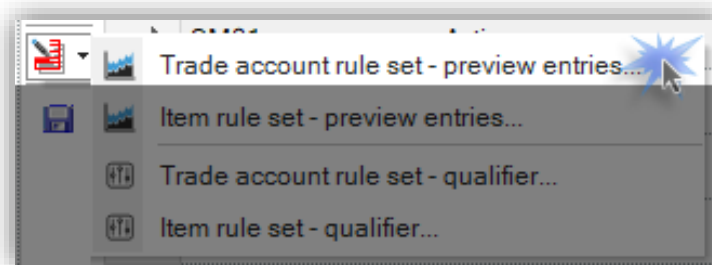 Trade account rule set - preview entries...
Item rule set - preview entries...
Trade account rule set - qualifier...
Item rule set - qualifier...